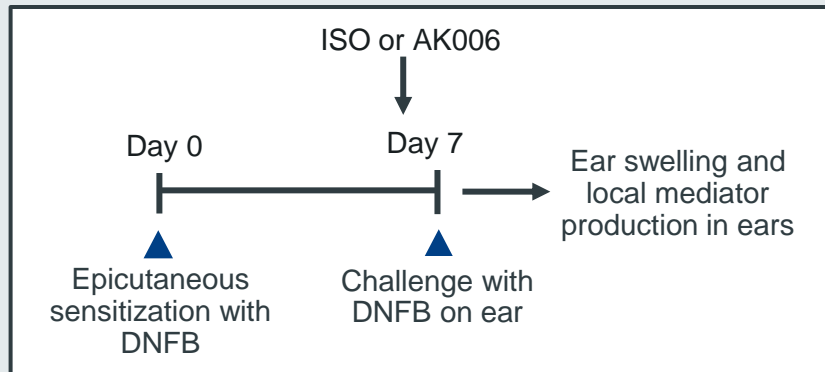 ISO or AK006
Day 0
Day 7
Ear swelling and
local mediator
production in ears
Epicutaneous
sensitization with
DNFB
Challenge with
DNFB on ear